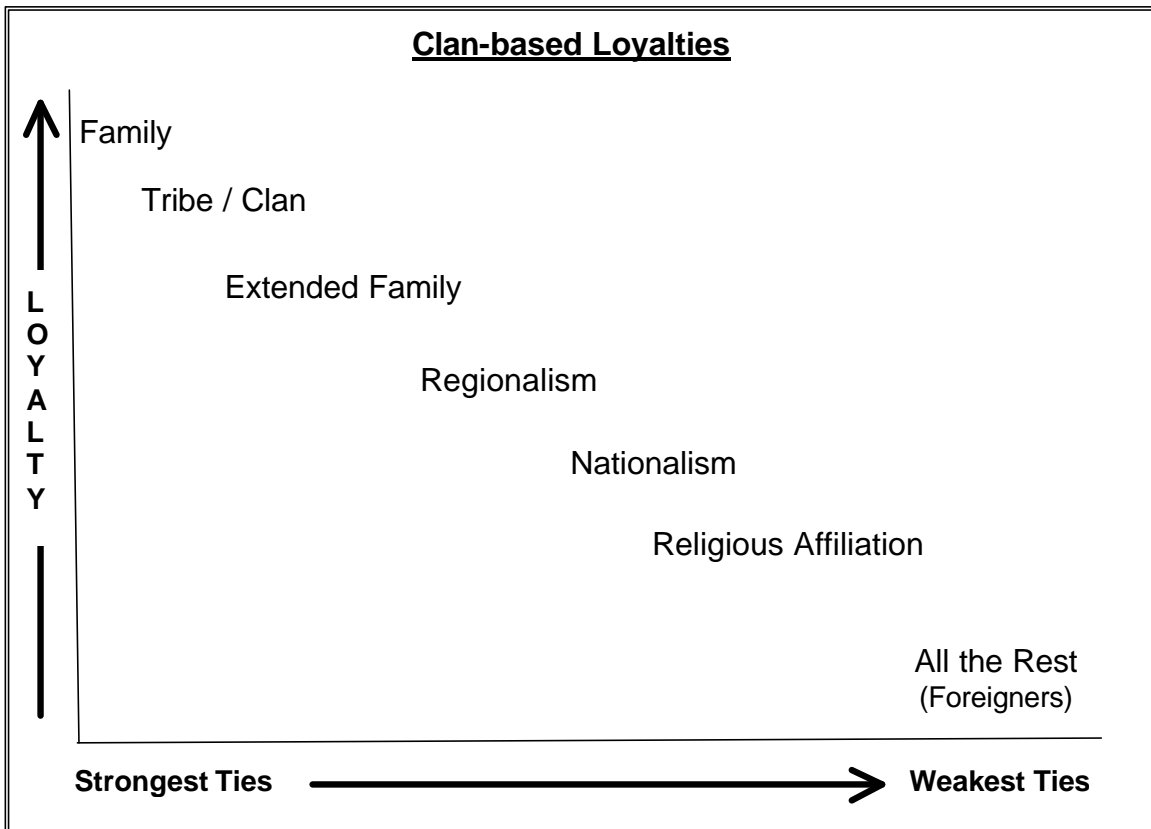 Clan-based Loyalties
Family
Tribe / Clan
Extended Family
LOYALTY
Regionalism
Nationalism
Religious Affiliation
All the Rest
(Foreigners)
Strongest Ties Weakest Ties